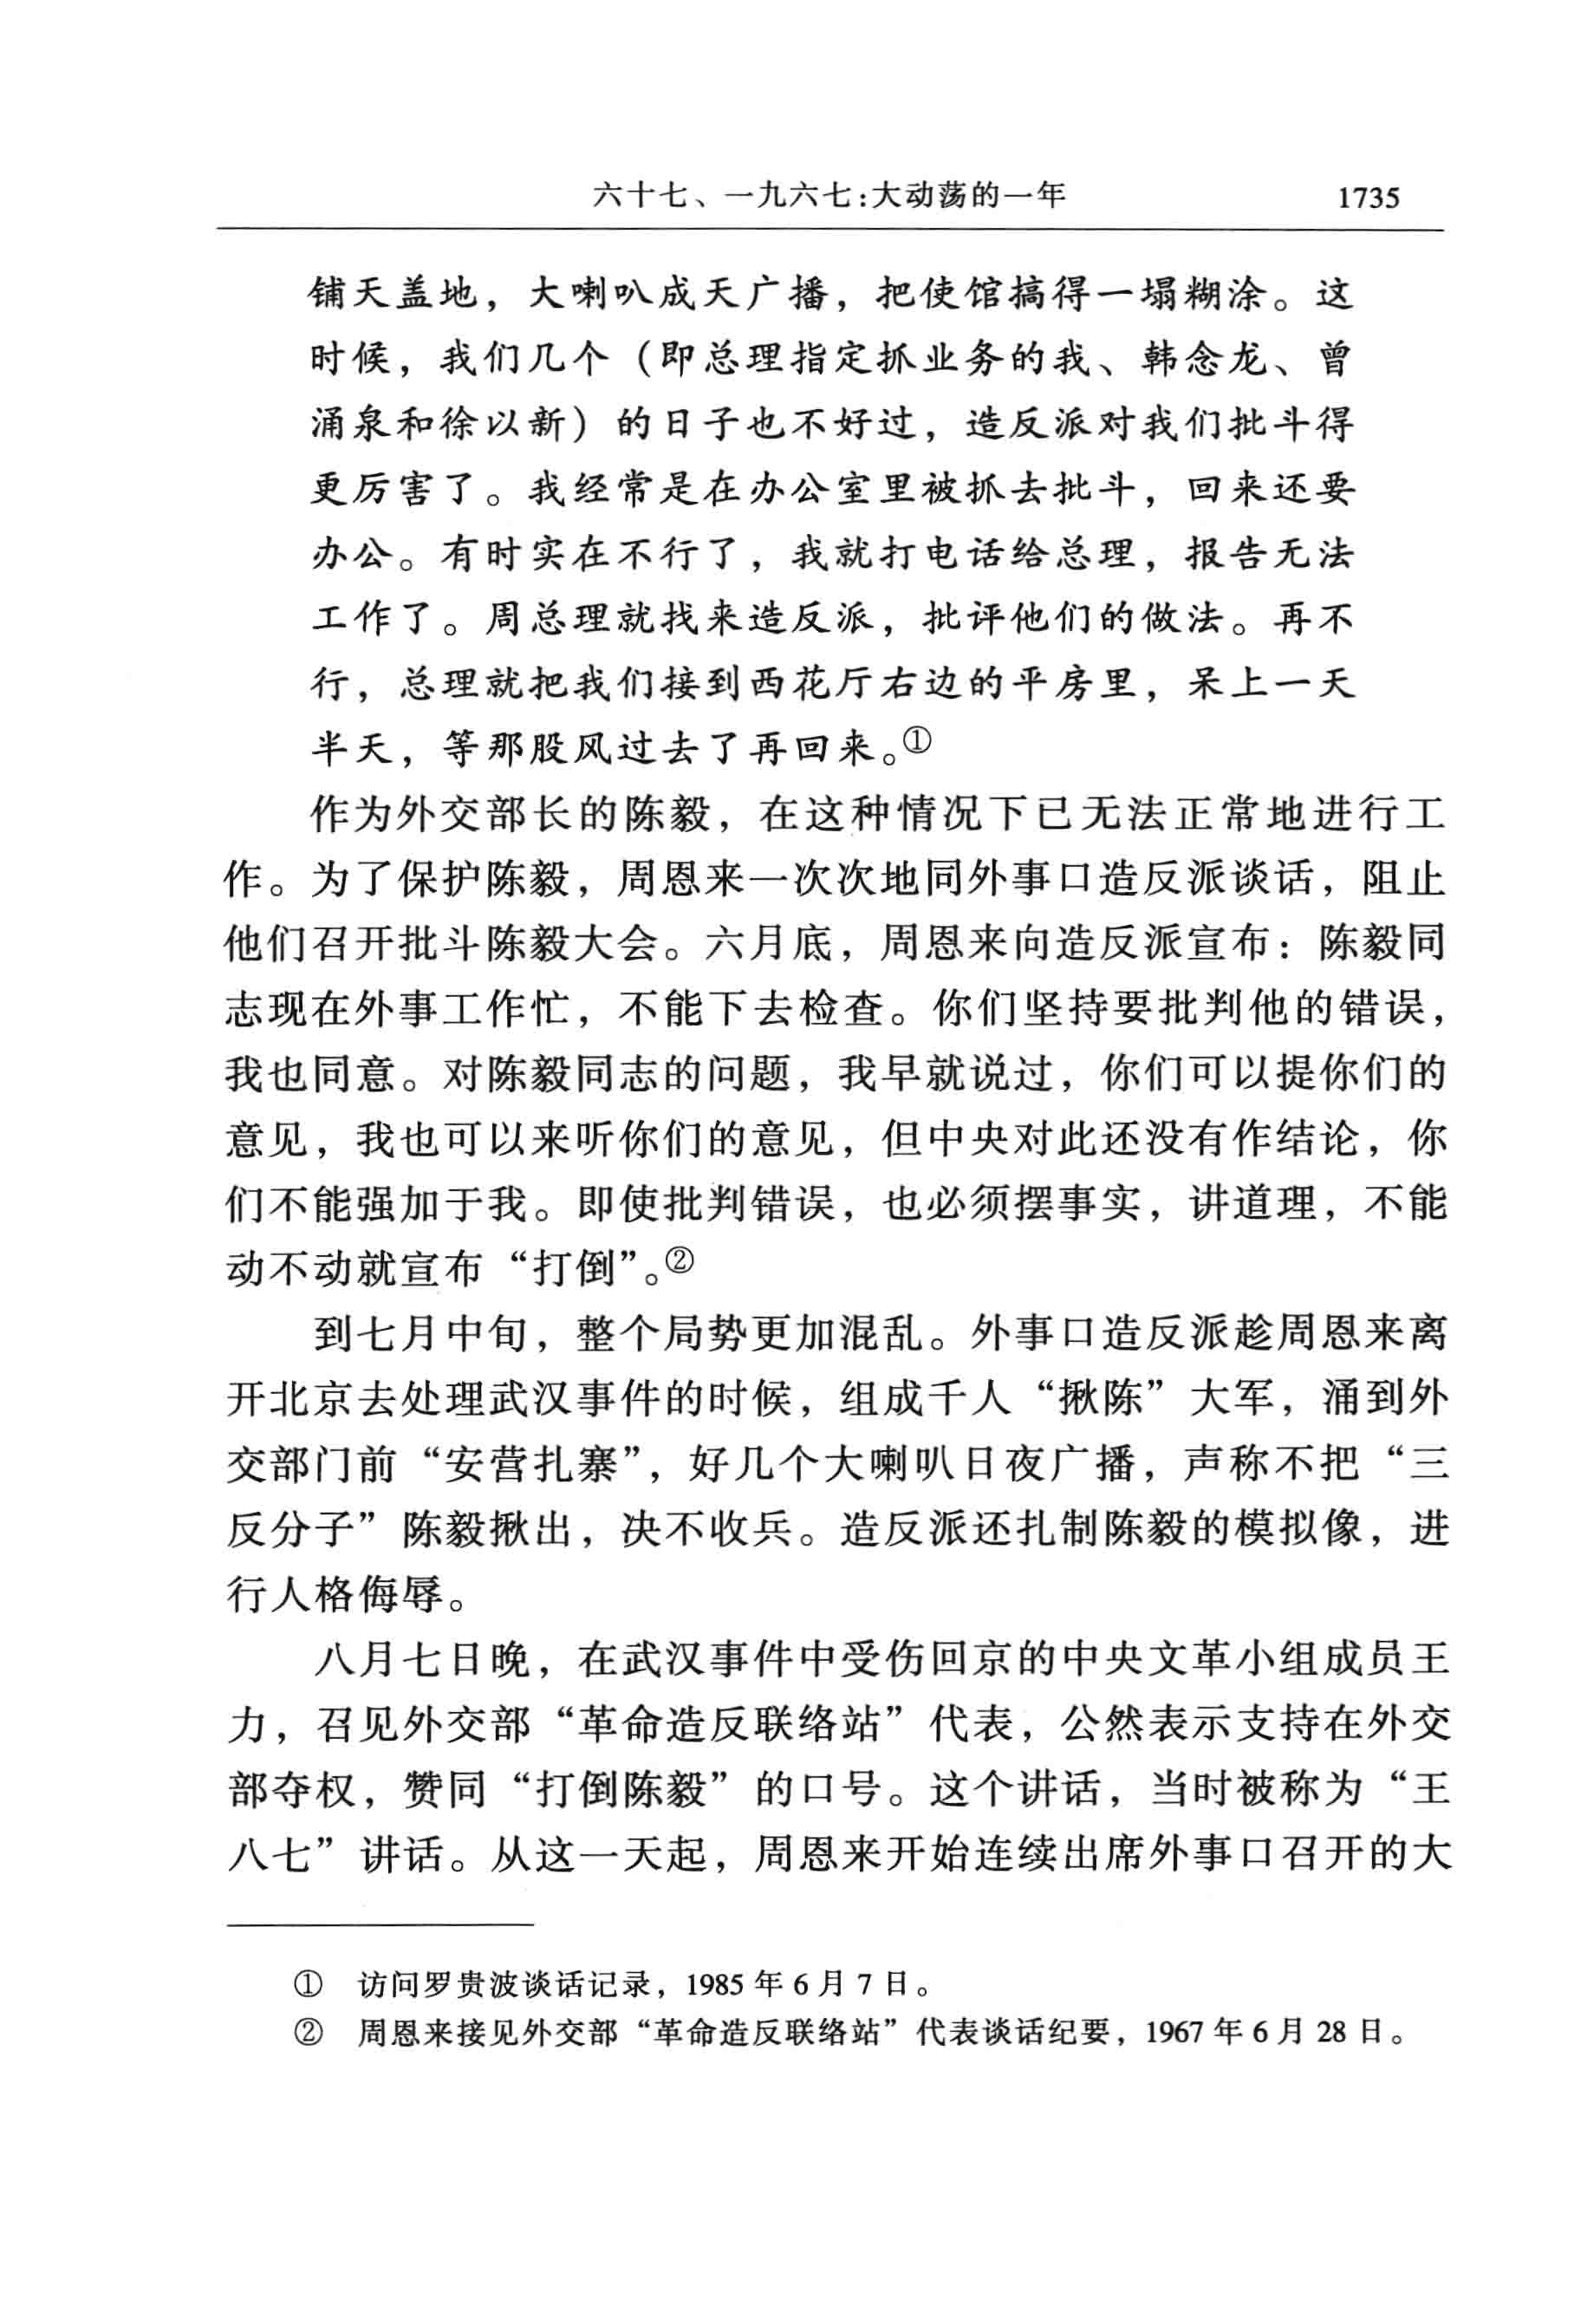 六十七、一九六七:大动荡的一年 1735
铺天盖地，大喇叭成天广播，把使馆搞得一塌糊涂。这
时候，我们几个（即总理指定抓业务的我、韩念龙、曾
涌泉和徐以新）的日子也不好过，造反派对我们批斗得
更厉害了。我经常是在办公室里被抓去批斗，回来还要
办公。有时实在不行了，我就打电话给总理，报告无法
工作了。周总理就找来造反派，批评他们的做法。再不
行，总理就把我们接到西花厅右边的平房里，呆上一天
半天，等那股风过去了再回来。①
作为外交部长的陈毅，在这种情况下已无法正常地进行工
作。为了保护陈毅，周恩来一次次地同外事口造反派谈话，阻止
他们召开批斗陈毅大会。六月底，周恩来向造反派宣布：陈毅同
志现在外事工作忙，不能下去检查。你们坚持要批判他的错误，
我也同意。对陈毅同志的问题，我早就说过，你们可以提你们的
意见，我也可以来听你们的意见，但中央对此还没有作结论，你
们不能强加于我。即使批判错误，也必须摆事实，讲道理，不能
动不动就宣布“打倒”。②
到七月中旬，整个局势更加混乱。外事口造反派趁周恩来离
开北京去处理武汉事件的时候，组成千人“揪陈”大军，涌到外
交部门前“安营扎寨”，好几个大喇叭日夜广播，声称不把“三
反分子”陈毅揪出，决不收兵。造反派还扎制陈毅的模拟像，进
行人格侮辱。
八月七日晚，在武汉事件中受伤回京的中央文革小组成员王
力，召见外交部“革命造反联络站”代表，公然表示支持在外交
部夺权，赞同“打倒陈毅”的口号。这个讲话，当时被称为“王
八七”讲话。从这一天起，周恩来开始连续出席外事口召开的大
① 访问罗贵波谈话记录，1985年6月7日。
② 周恩来接见外交部“革命造反联络站”代表谈话纪要，1967年6月28日。